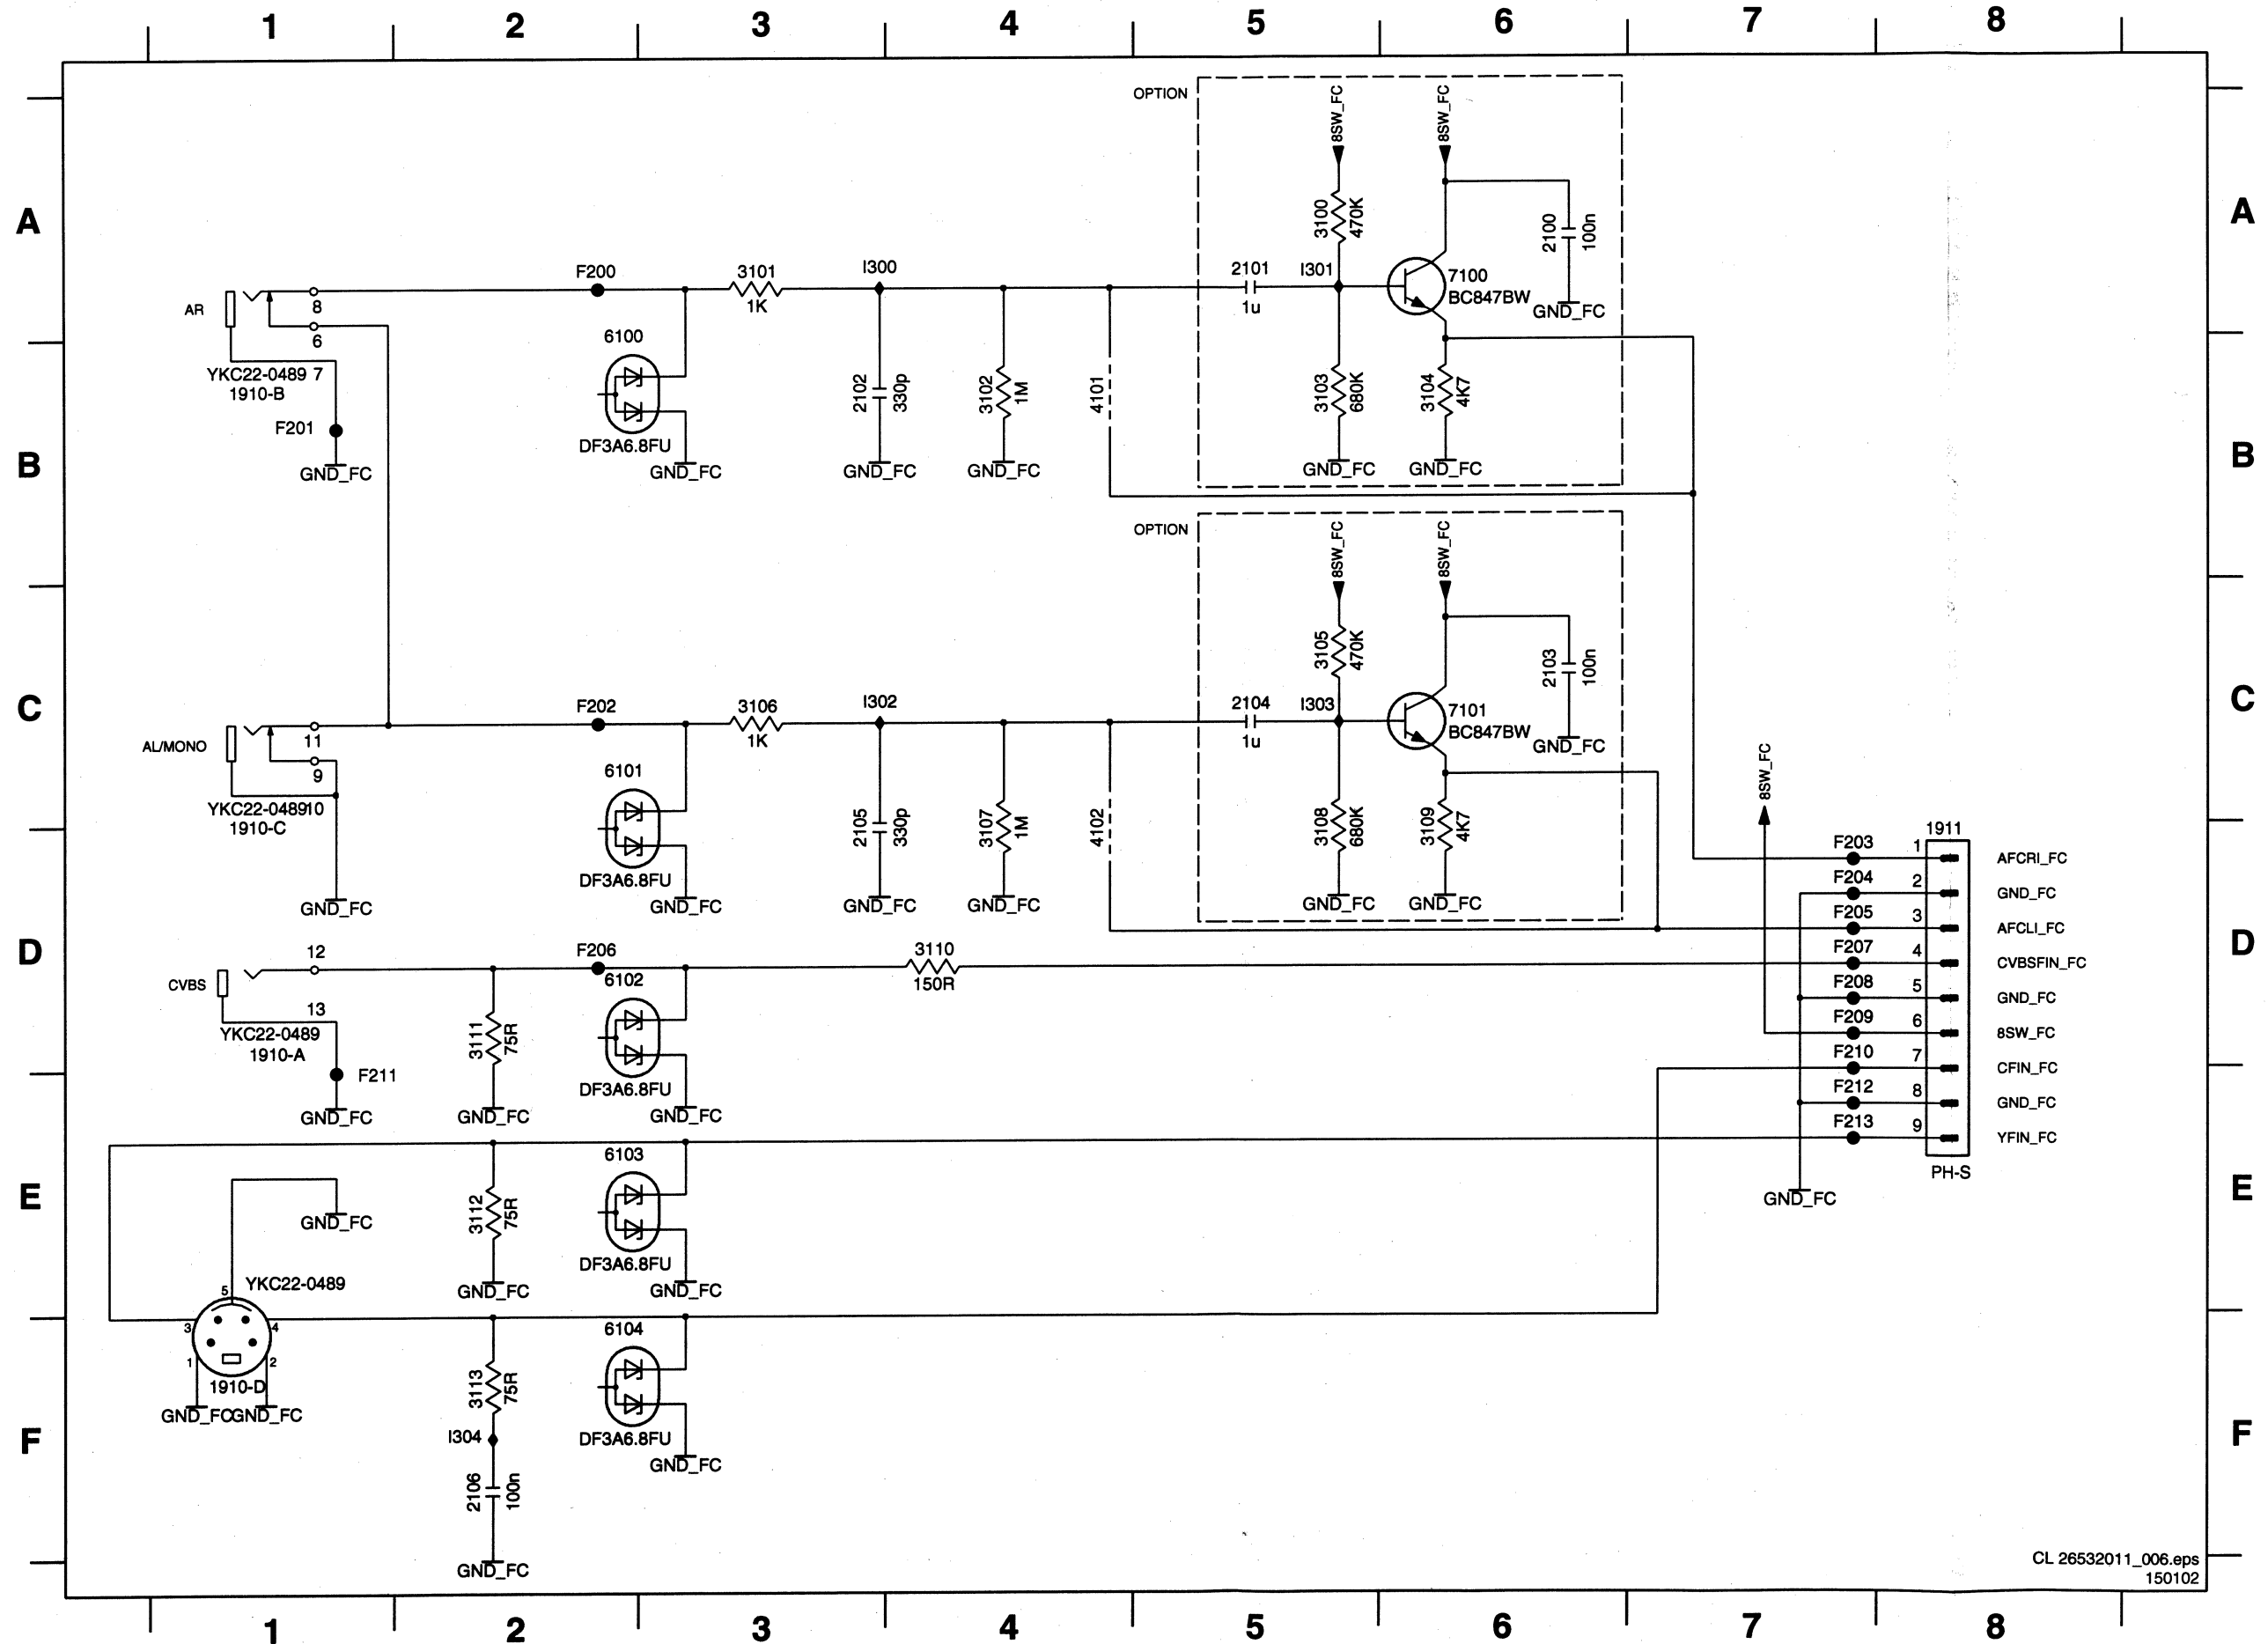 1 2 3 4 5 6 7 8
OPTION
8SW_FC 8SW_FC
A A
3100 470K
2100 100n
F200 3101 I300 2101 I301
7100
BC847BW
1K 1u
GND_FC
AR
8
6
6100
YKC22-0489 7
1910-B
F201
GND_FC
DF3A6.8FU
GND_FC
2102 330p
GND_FC
3102 1M
GND_FC
4101
3103 680K
GND_FC
3104 4K7
GND_FC
B B
OPTION
8SW_FC 8SW_FC
3105 470K
2103 100n
C C
F202 3106 I302 2104 I303
7101
BC847BW
1K 1u
GND_FC
AL/MONO
11
9
6101
YKC22-048910
1910-C
GND_FC
DF3A6.8FU
GND_FC
2105 330p
GND_FC
3107 1M
GND_FC
4102
3108 680K
GND_FC
3109 4K7
GND_FC
8SW_FC
1911
F203 1 AFCRI_FC
F204 2 GND_FC
F205 3 AFCLI_FC
F207 4 CVBSFIN_FC
F208 5 GND_FC
F209 6 8SW_FC
F210 7 CFIN_FC
F212 8 GND_FC
F213 9 YFIN_FC
PH-S
GND_FC
D D
12
F206
3110
150R
CVBS
13
YKC22-0489
1910-A
F211
GND_FC
3111 75R
GND_FC
6102
DF3A6.8FU
GND_FC
E E
GND_FC
3112 75R
GND_FC
6103
DF3A6.8FU
GND_FC
YKC22-0489
5
3 4
1 2
1910-D
GND_FC GND_FC
3113 75R
6104
DF3A6.8FU
GND_FC
F F
I304
2106 100n
GND_FC
CL 26532011_006.eps
150102
1 2 3 4 5 6 7 8